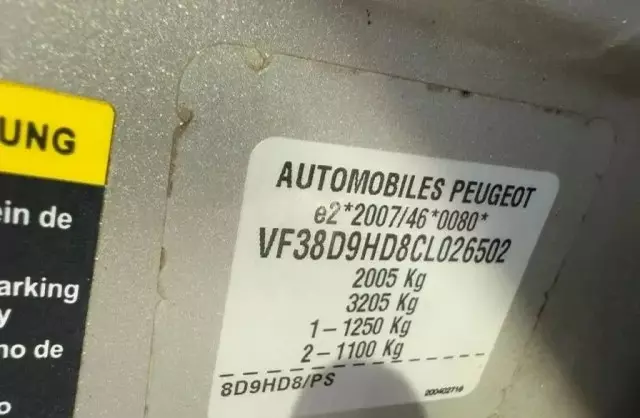 UNG
ein de
arking
y
no de
o
AUTOMOBILES PEUGEOT
e2*2007/46*0080*
VF38D9HD8CL026502
2005 Kg
3205 Kg
1-1250 Kg
2-1100 Kg
8D9HD8/PS